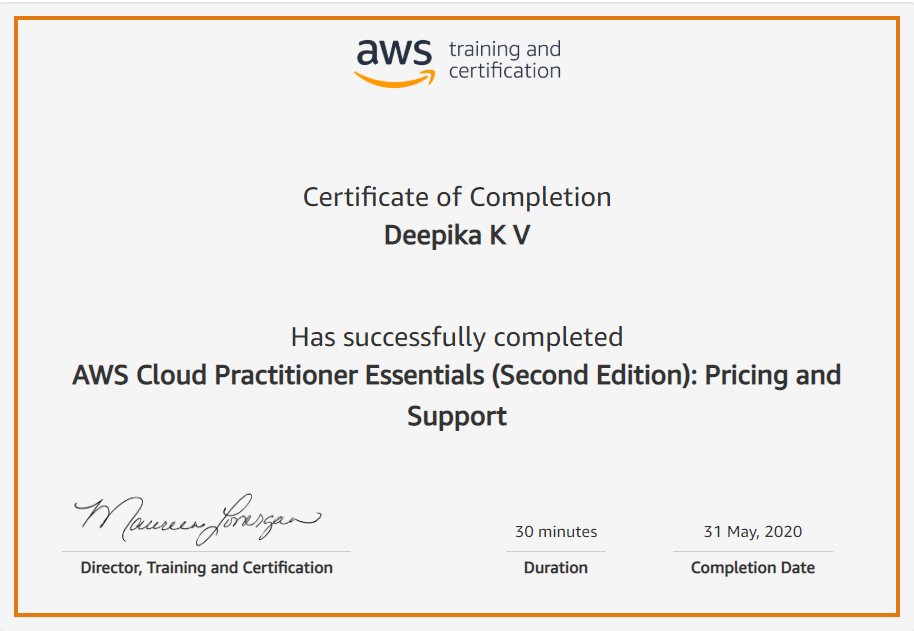 aws training and
certification
Certificate of Completion
Deepika K V
Has successfully completed
AWS Cloud Practitioner Essentials (Second Edition): Pricing and
Support
Maureen Lonergan
30 minutes
31 May, 2020
Director, Training and Certification
Duration
Completion Date